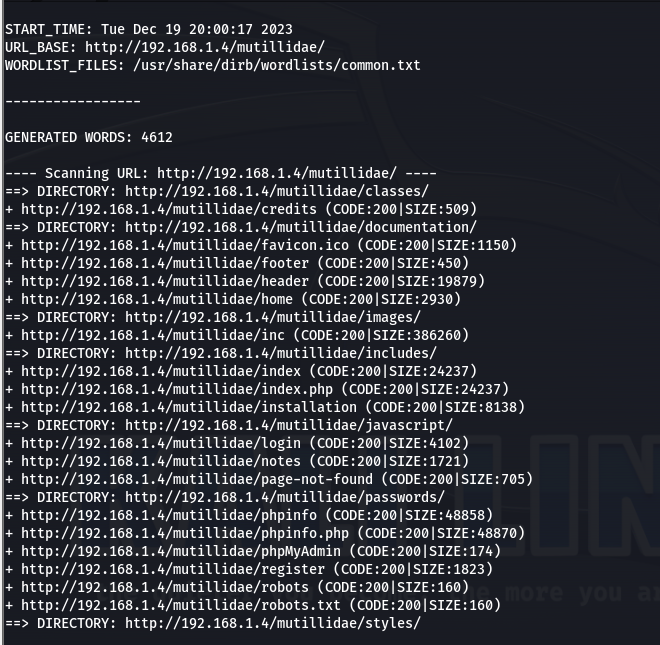 START_TIME: Tue Dec 19 20:00:17 2023
URL_BASE: http://192.168.1.4/mutillidae/
WORDLIST_FILES: /usr/share/dirb/wordlists/common.txt
-----------------
GENERATED WORDS: 4612
---- Scanning URL: http://192.168.1.4/mutillidae/ ----
==> DIRECTORY: http://192.168.1.4/mutillidae/classes/
+ http://192.168.1.4/mutillidae/credits (CODE:200|SIZE:509)
==> DIRECTORY: http://192.168.1.4/mutillidae/documentation/
+ http://192.168.1.4/mutillidae/favicon.ico (CODE:200|SIZE:1150)
+ http://192.168.1.4/mutillidae/footer (CODE:200|SIZE:450)
+ http://192.168.1.4/mutillidae/header (CODE:200|SIZE:19879)
+ http://192.168.1.4/mutillidae/home (CODE:200|SIZE:2930)
==> DIRECTORY: http://192.168.1.4/mutillidae/images/
+ http://192.168.1.4/mutillidae/inc (CODE:200|SIZE:386260)
==> DIRECTORY: http://192.168.1.4/mutillidae/includes/
+ http://192.168.1.4/mutillidae/index (CODE:200|SIZE:24237)
+ http://192.168.1.4/mutillidae/index.php (CODE:200|SIZE:24237)
+ http://192.168.1.4/mutillidae/installation (CODE:200|SIZE:8138)
==> DIRECTORY: http://192.168.1.4/mutillidae/javascript/
+ http://192.168.1.4/mutillidae/login (CODE:200|SIZE:4102)
+ http://192.168.1.4/mutillidae/notes (CODE:200|SIZE:1721)
+ http://192.168.1.4/mutillidae/page-not-found (CODE:200|SIZE:705)
==> DIRECTORY: http://192.168.1.4/mutillidae/passwords/
+ http://192.168.1.4/mutillidae/phpinfo (CODE:200|SIZE:48858)
+ http://192.168.1.4/mutillidae/phpinfo.php (CODE:200|SIZE:48870)
+ http://192.168.1.4/mutillidae/phpMyAdmin (CODE:200|SIZE:174)
+ http://192.168.1.4/mutillidae/register (CODE:200|SIZE:1823)
+ http://192.168.1.4/mutillidae/robots (CODE:200|SIZE:160)
+ http://192.168.1.4/mutillidae/robots.txt (CODE:200|SIZE:160)
==> DIRECTORY: http://192.168.1.4/mutillidae/styles/